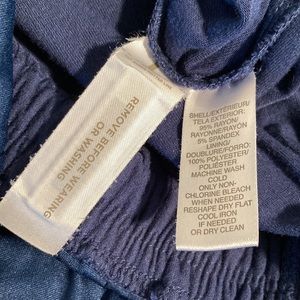 REMOVE BEFORE WEARING
OR WASHING
SHELL/EXTERIEUR/
TELA EXTERIOR:
95% RAYON/
RAYONNE/RAYÓN
5% SPANDEX
LINING/
DOUBLURE/FORRO:
100% POLYESTER/
POLIÉSTER
MACHINE WASH
COLD
ONLY NON-
CHLORINE BLEACH
WHEN NEEDED
RESHAPE DRY FLAT
COOL IRON
IF NEEDED
OR DRY CLEAN